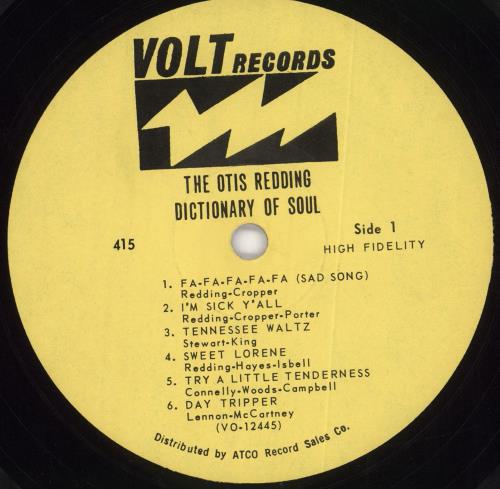 VOLT RECORDS
THE OTIS REDDING
DICTIONARY OF SOUL
415
Side 1
HIGH FIDELITY
1. FA-FA-FA-FA-FA (SAD SONG)
Redding-Cropper
2. I'M SICK Y'ALL
Redding-Cropper-Porter
3. TENNESSEE WALTZ
Stewart-King
4. SWEET LORENE
Redding-Hayes-Isbell
5. TRY A LITTLE TENDERNESS
Connelly-Woods-Campbell
6. DAY TRIPPER
Lennon-McCartney
(VO-12445)
Distributed by ATCO Record Sales Co.